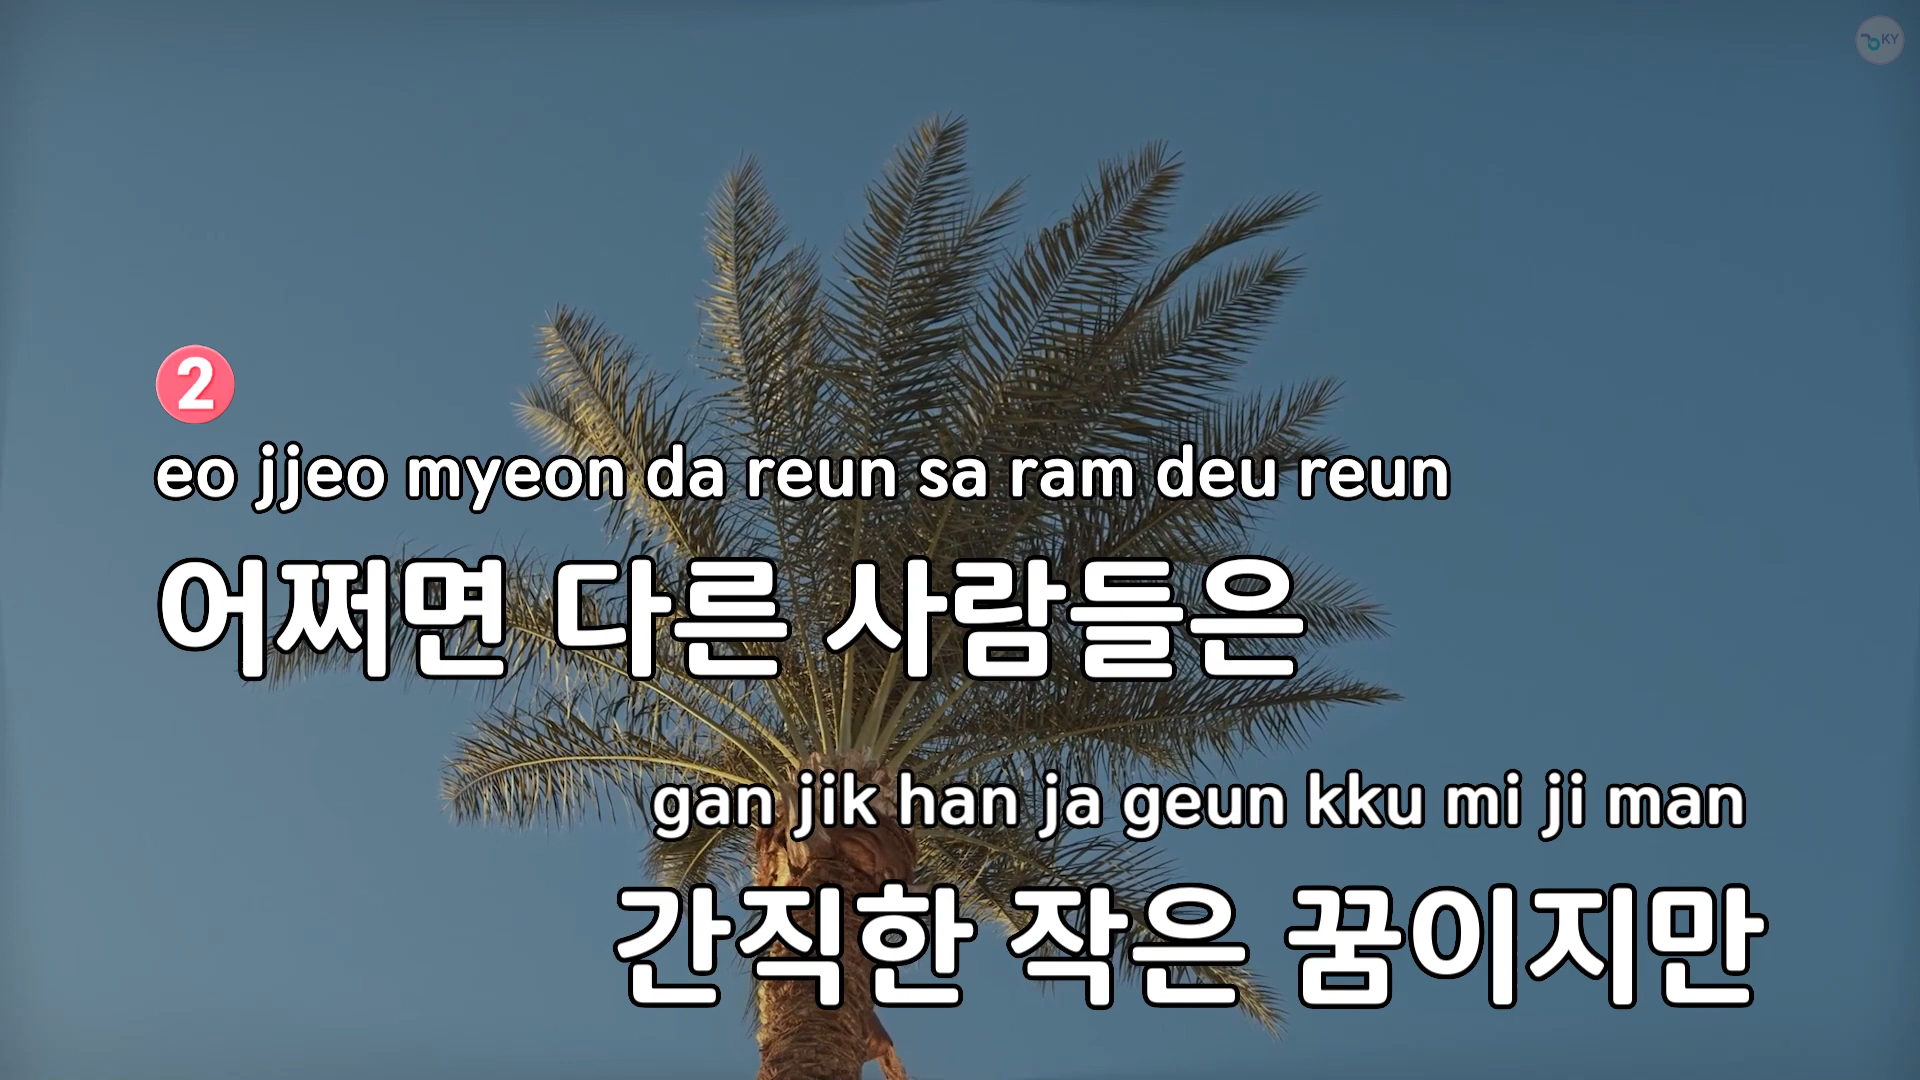 KY
2
eo jjeo myeon da reun sa ram deu reun
어쩌면 다른 사람들은
gan jik han ja geun kku mi ji man
간직한 작은 꿈이지만